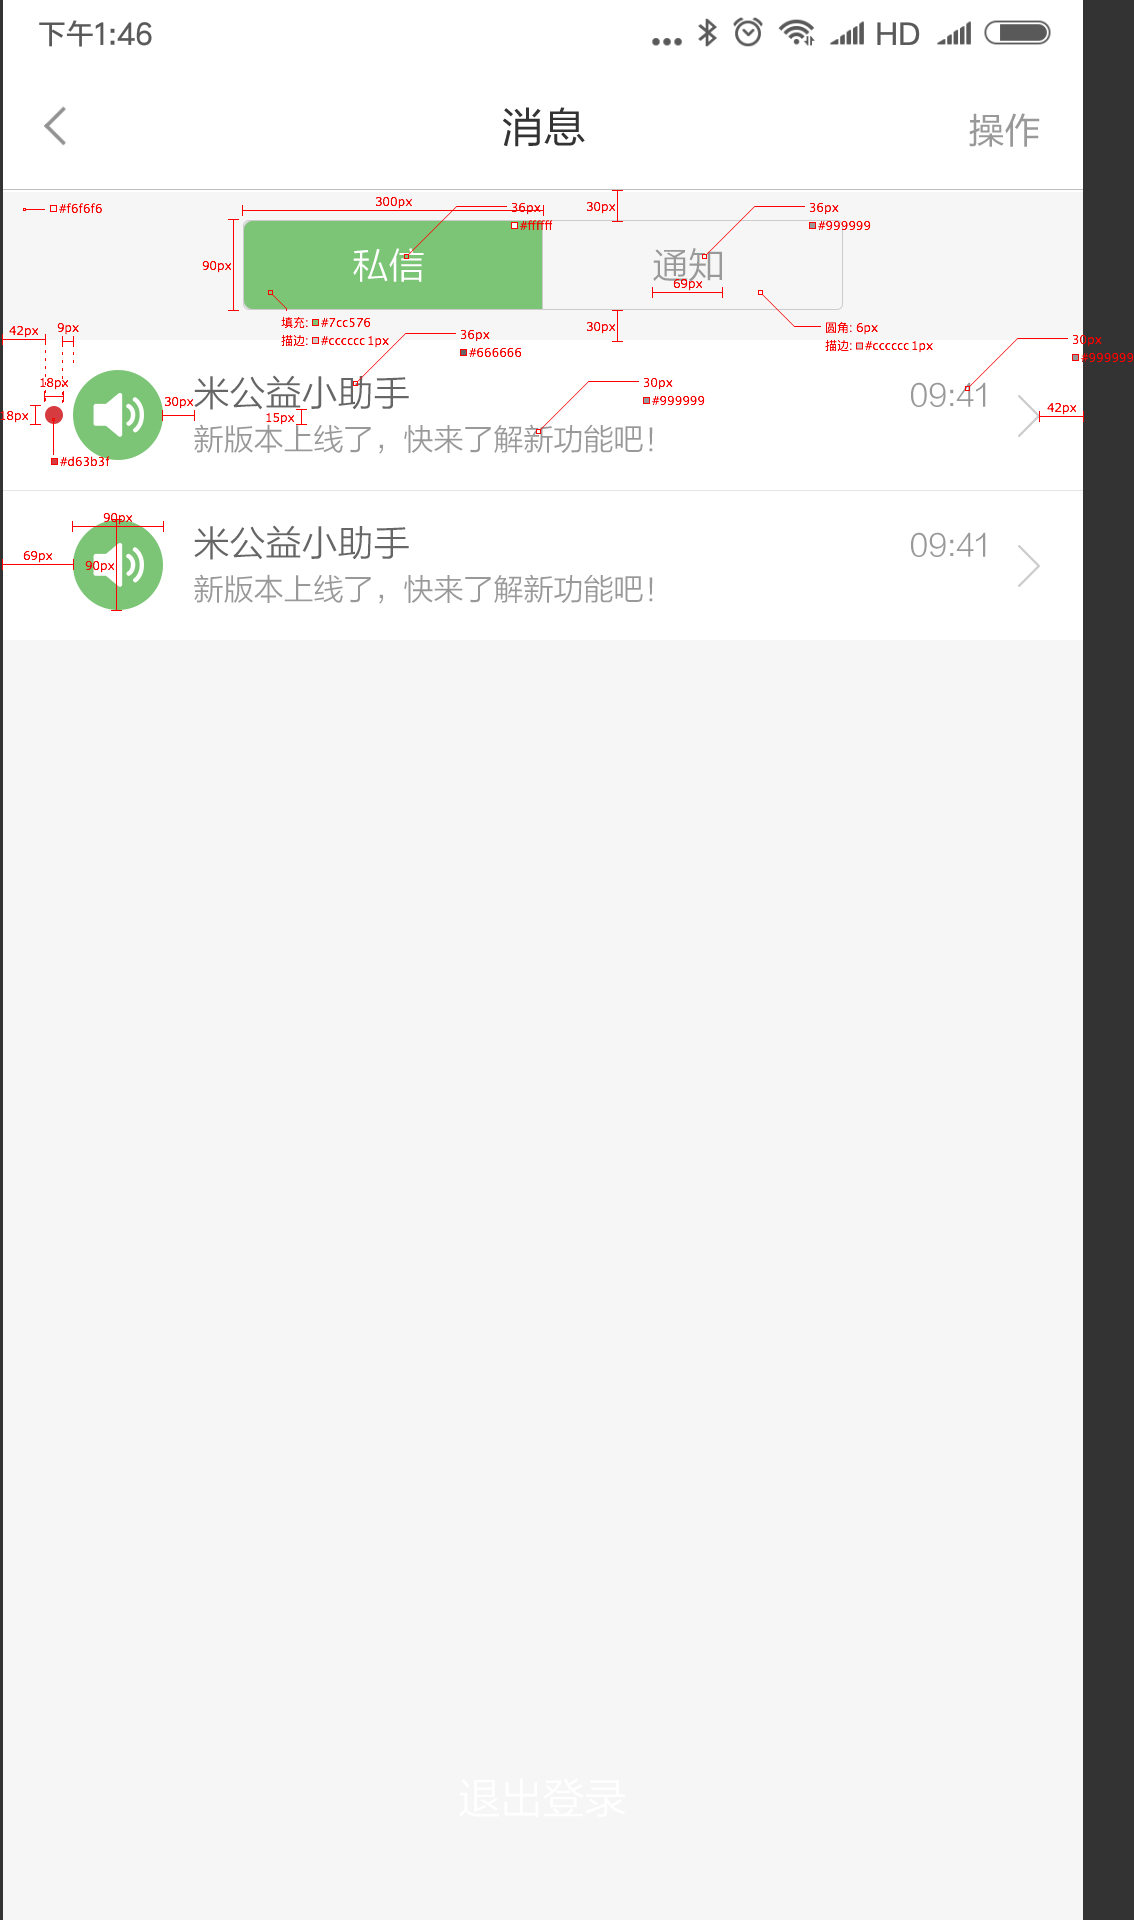 下午1:46
HD
消息
操作
#f6f6f6
300px
36px
#ffffff
30px
36px
#999999
90px
私信
通知
69px
填充: #7cc576
描边: #cccccc 1px
30px
圆角: 6px
描边: #cccccc 1px
42px
9px
36px
#666666
30px
#999999
18px
18px
#d63b3f
30px
米公益小助手
15px
30px
#999999
09:41
42px
新版本上线了，快来了解新功能吧！
90px
69px
90px
米公益小助手
09:41
新版本上线了，快来了解新功能吧！
退出登录